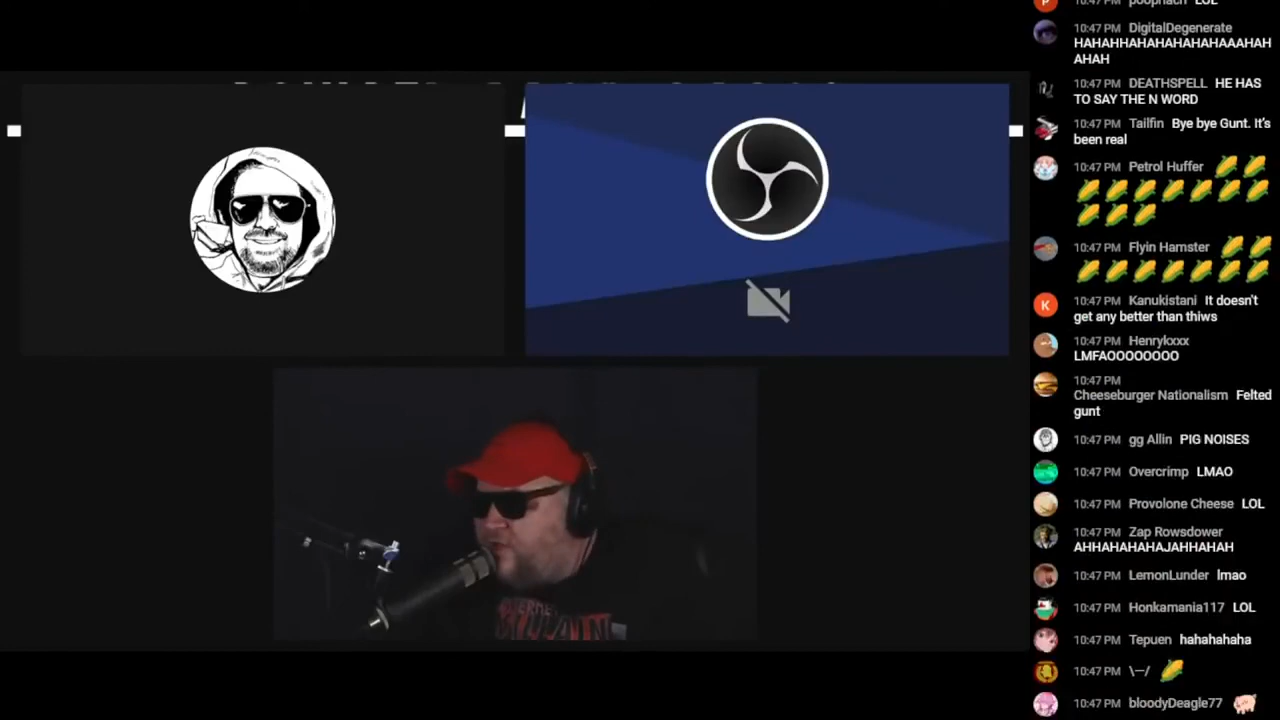 poophach LOL
10:47 PM DigitalDegenerate
HAHAHHAHAHAHAHAHAAAHAH
AHAH
10:47 PM DEATHSPELL HE HAS
TO SAY THE N WORD
10:47 PM Tailfin Bye bye Gunt. It's
been real
10:47 PM Petrol Huffer 🌽🌽
🌽🌽🌽🌽🌽🌽🌽
🌽🌽🌽
10:47 PM Flyin Hamster 🌽🌽
🌽🌽🌽🌽🌽🌽🌽
K 10:47 PM Kanukistani It doesn't
get any better than thiws
10:47 PM Henrykxxx
LMFAOOOOOOOO
10:47 PM
Cheeseburger Nationalism Felted
gunt
10:47 PM gg Allin PIG NOISES
10:47 PM Overcrimp LMAO
10:47 PM Provolone Cheese LOL
10:47 PM Zap Rowsdower
AHHAHAHAHAJAHHAHAH
10:47 PM LemonLunder lmao
10:47 PM Honkamania117 LOL
10:47 PM Tepuen hahahahaha
10:47 PM \—/ 🌽
10:47 PM bloodyDeagle77 🐖